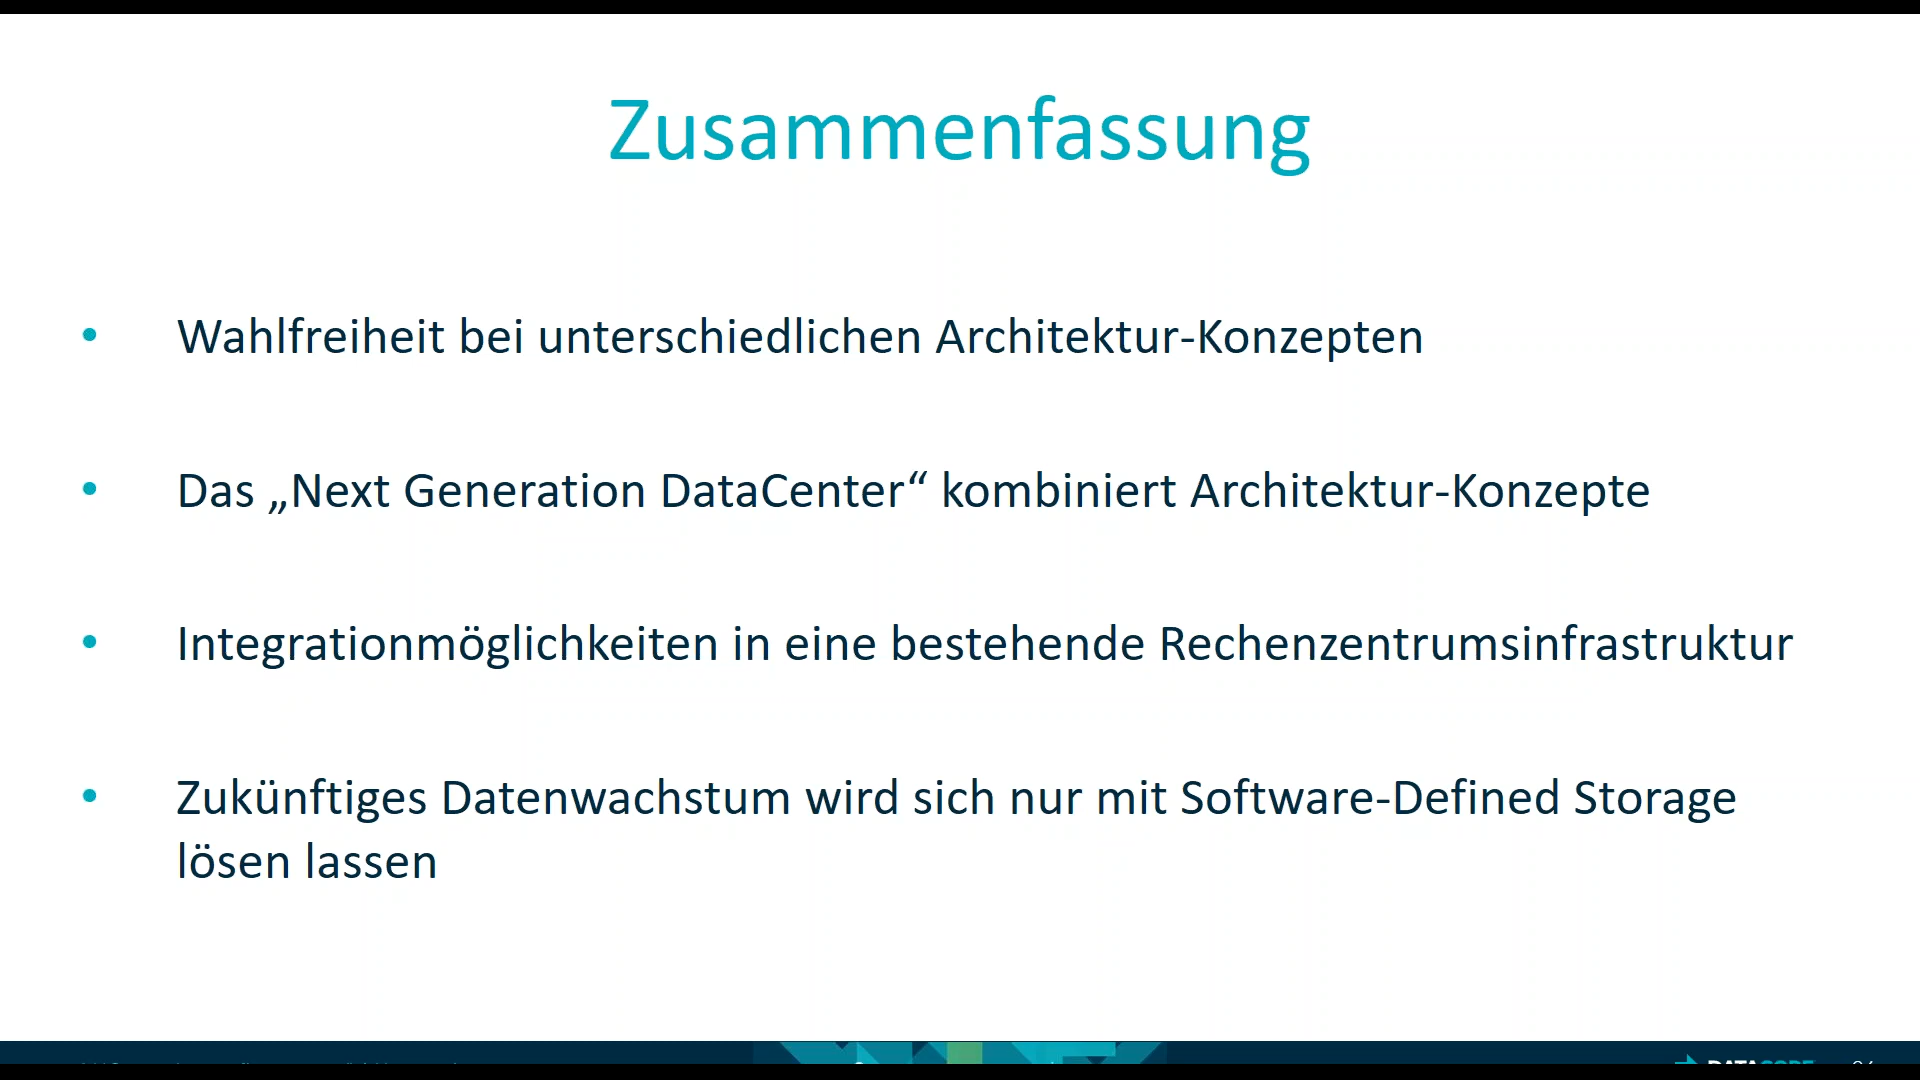 Zusammenfassung
• Wahlfreiheit bei unterschiedlichen Architektur-Konzepten
• Das „Next Generation DataCenter“ kombiniert Architektur-Konzepte
• Integrationmöglichkeiten in eine bestehende Rechenzentrumsinfrastruktur
• Zukünftiges Datenwachstum wird sich nur mit Software-Defined Storage
lösen lassen
DATACORE